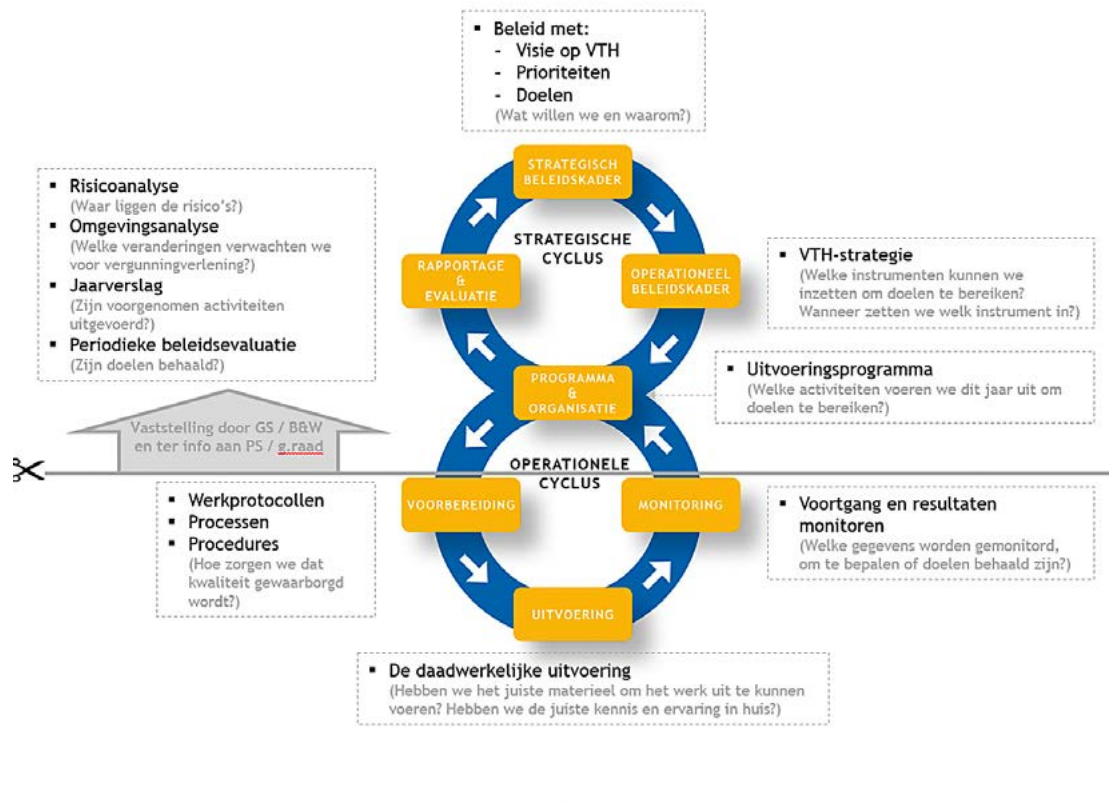 ▪ Beleid met:
- Visie op VTH
- Prioriteiten
- Doelen
(Wat willen we en waarom?)
STRATEGISCH
BELEIDSKADER
▪ Risicoanalyse
(Waar liggen de risico's?)
▪ Omgevingsanalyse
(Welke veranderingen verwachten we
voor vergunningverlening?)
▪ Jaarverslag
(Zijn voorgenomen activiteiten
uitgevoerd?)
▪ Periodieke beleidsevaluatie
(Zijn doelen behaald?)
STRATEGISCHE
CYCLUS
RAPPORTAGE
&
EVALUATIE
OPERATIONEEL
BELEIDSKADER
▪ VTH-strategie
(Welke instrumenten kunnen we
inzetten om doelen te bereiken?
Wanneer zetten we welk instrument in?)
PROGRAMMA
&
ORGANISATIE
▪ Uitvoeringsprogramma
(Welke activiteiten voeren we dit jaar uit om
doelen te bereiken?)
Vaststelling door GS / B&W
en ter info aan PS / g.raad
OPERATIONELE
CYCLUS
▪ Werkprotocollen
▪ Processen
▪ Procedures
(Hoe zorgen we dat
kwaliteit gewaarborgd
wordt?)
VOORBEREIDING
MONITORING
▪ Voortgang en resultaten
monitoren
(Welke gegevens worden gemonitord,
om te bepalen of doelen behaald zijn?)
UITVOERING
▪ De daadwerkelijke uitvoering
(Hebben we het juiste materieel om het werk uit te kunnen
voeren? Hebben we de juiste kennis en ervaring in huis?)